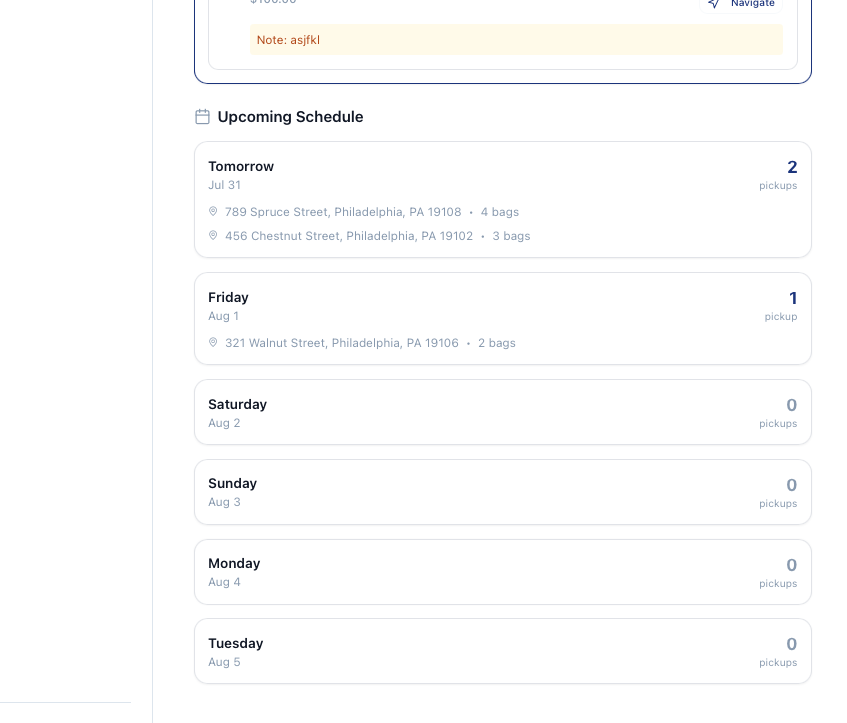 $100.00
Navigate
Note: asjfkl
Upcoming Schedule
Tomorrow
2
Jul 31
pickups
789 Spruce Street, Philadelphia, PA 19108 • 4 bags
456 Chestnut Street, Philadelphia, PA 19102 • 3 bags
Friday
1
Aug 1
pickup
321 Walnut Street, Philadelphia, PA 19106 • 2 bags
Saturday
0
Aug 2
pickups
Sunday
0
Aug 3
pickups
Monday
0
Aug 4
pickups
Tuesday
0
Aug 5
pickups